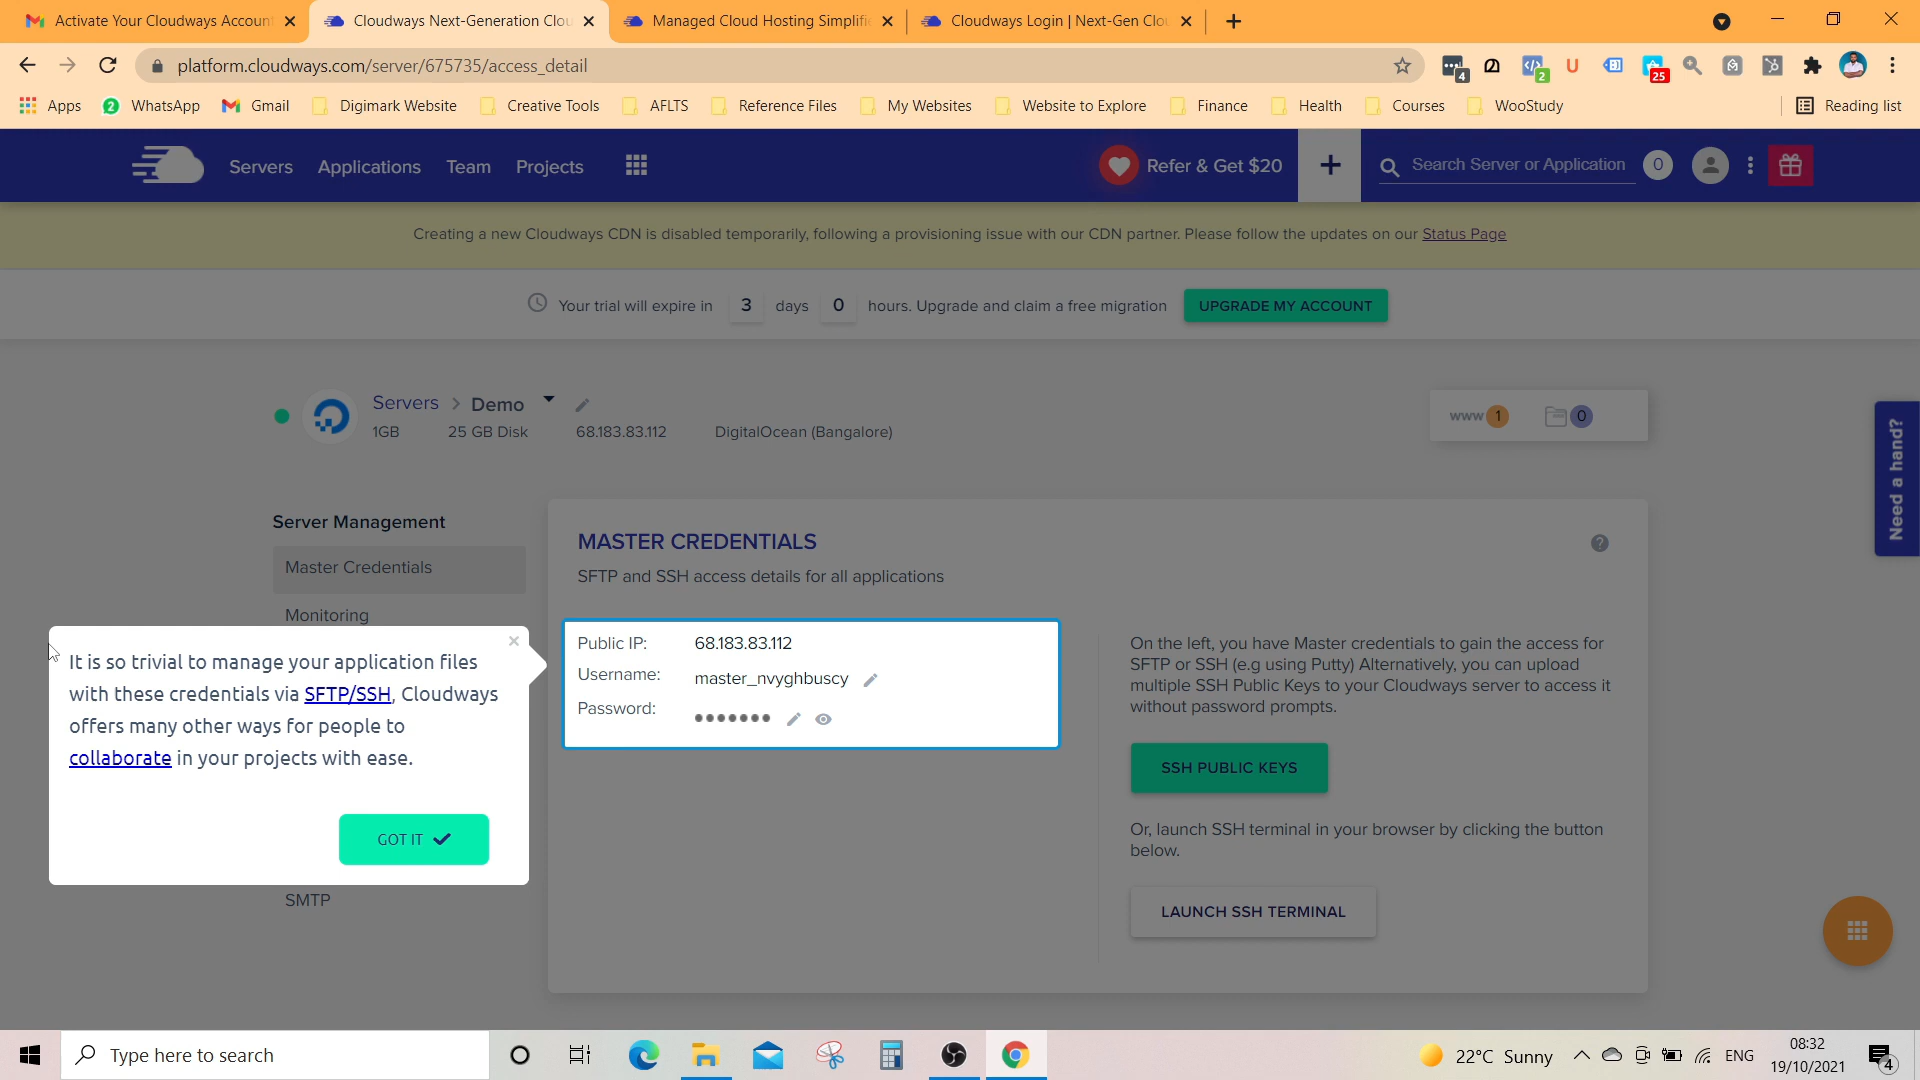 Activate Your Cloudways Account
Cloudways Next-Generation Clou
Managed Cloud Hosting Simplifie
Cloudways Login | Next-Gen Clou
platform.cloudways.com/server/675735/access_detail
4
2
25
Apps
2
WhatsApp
Gmail
Digimark Website
Creative Tools
AFLTS
Reference Files
My Websites
Website to Explore
Finance
Health
Courses
WooStudy
Reading list
Servers
Applications
Team
Projects
Refer & Get $20
+
Search Server or Application
0
Creating a new Cloudways CDN is disabled temporarily, following a provisioning issue with our CDN partner. Please follow the updates on our Status Page
Your trial will expire in 3 days 0 hours. Upgrade and claim a free migration
UPGRADE MY ACCOUNT
Servers > Demo
1GB 25 GB Disk 68.183.83.112 DigitalOcean (Bangalore)
www 1
0
Need a hand?
Server Management
Master Credentials
Monitoring
SMTP
MASTER CREDENTIALS
?
SFTP and SSH access details for all applications
Public IP: 68.183.83.112
Username: master_nvyghbuscy
Password: •••••••
It is so trivial to manage your application files
with these credentials via SFTP/SSH, Cloudways
offers many other ways for people to
collaborate in your projects with ease.
GOT IT
On the left, you have Master credentials to gain the access for
SFTP or SSH (e.g using Putty) Alternatively, you can upload
multiple SSH Public Keys to your Cloudways server to access it
without password prompts.
SSH PUBLIC KEYS
Or, launch SSH terminal in your browser by clicking the button
below.
LAUNCH SSH TERMINAL
Type here to search
22°C Sunny
ENG
08:32
19/10/2021
4